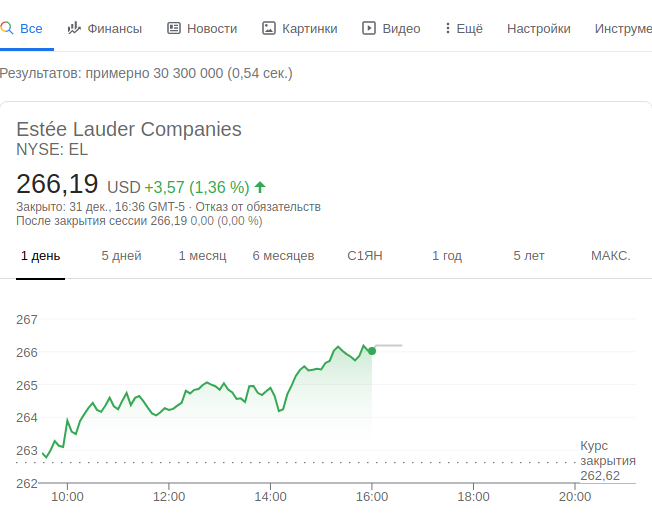 Все Финансы Новости Картинки Видео Ещё Настройки Инструме
Результатов: примерно 30 300 000 (0,54 сек.)
Estée Lauder Companies
NYSE: EL
266,19 USD +3,57 (1,36 %)
Закрыто: 31 дек., 16:36 GMT-5 · Отказ от обязательств
После закрытия сессии 266,19 0,00 (0,00 %)
1 день 5 дней 1 месяц 6 месяцев С1ЯН 1 год 5 лет МАКС.
267
266
265
264
263
262
Курс
закрытия
262,62
10:00 12:00 14:00 16:00 18:00 20:00